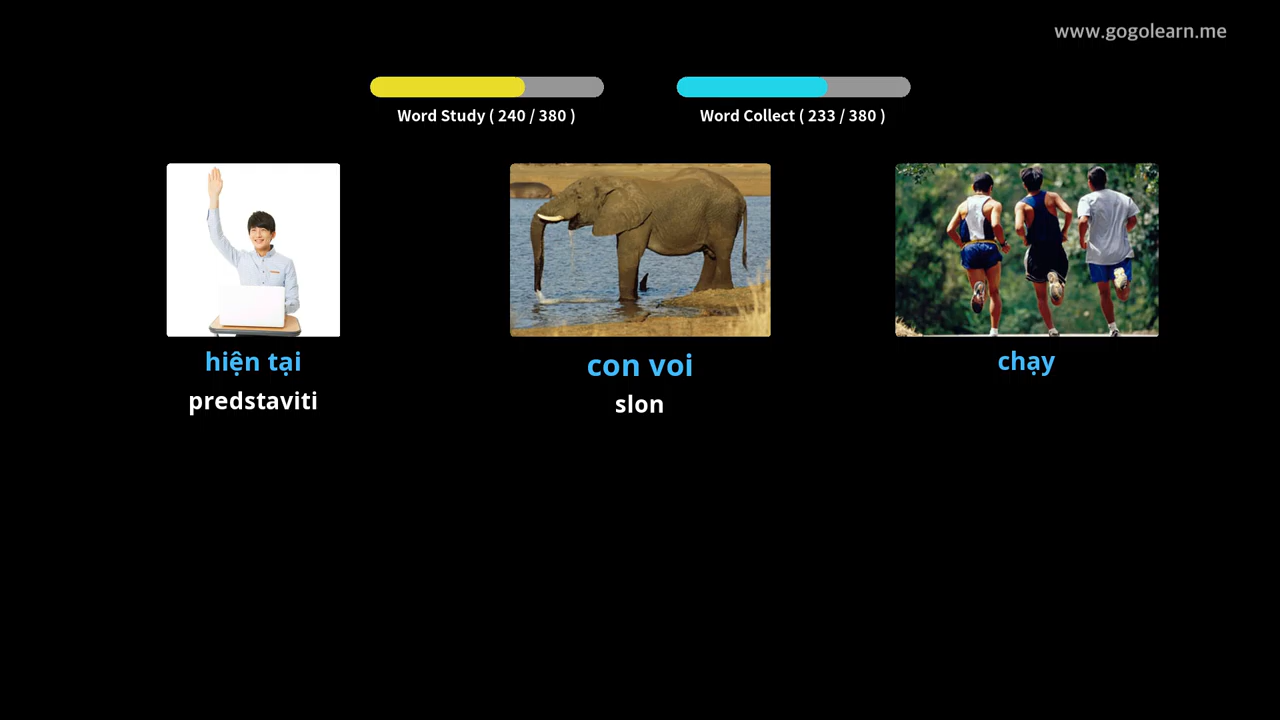 www.gogolearn.me
Word Study ( 240 / 380 )
Word Collect ( 233 / 380 )
hiện tại
predstaviti
con voi
slon
chạy